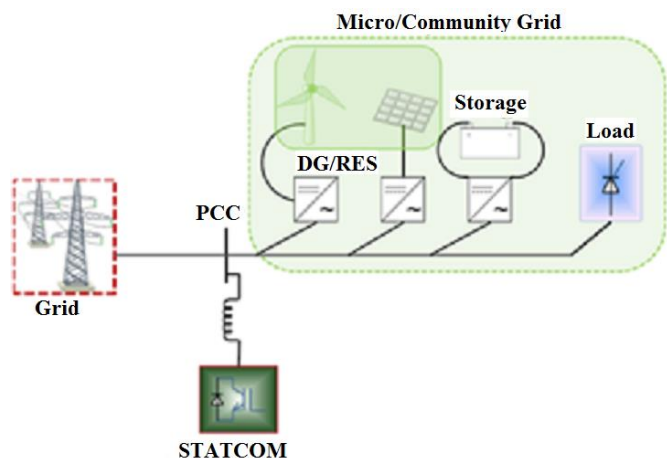 Micro/Community Grid
Storage
Load
DG/RES
PCC
~
~
~
Grid
STATCOM